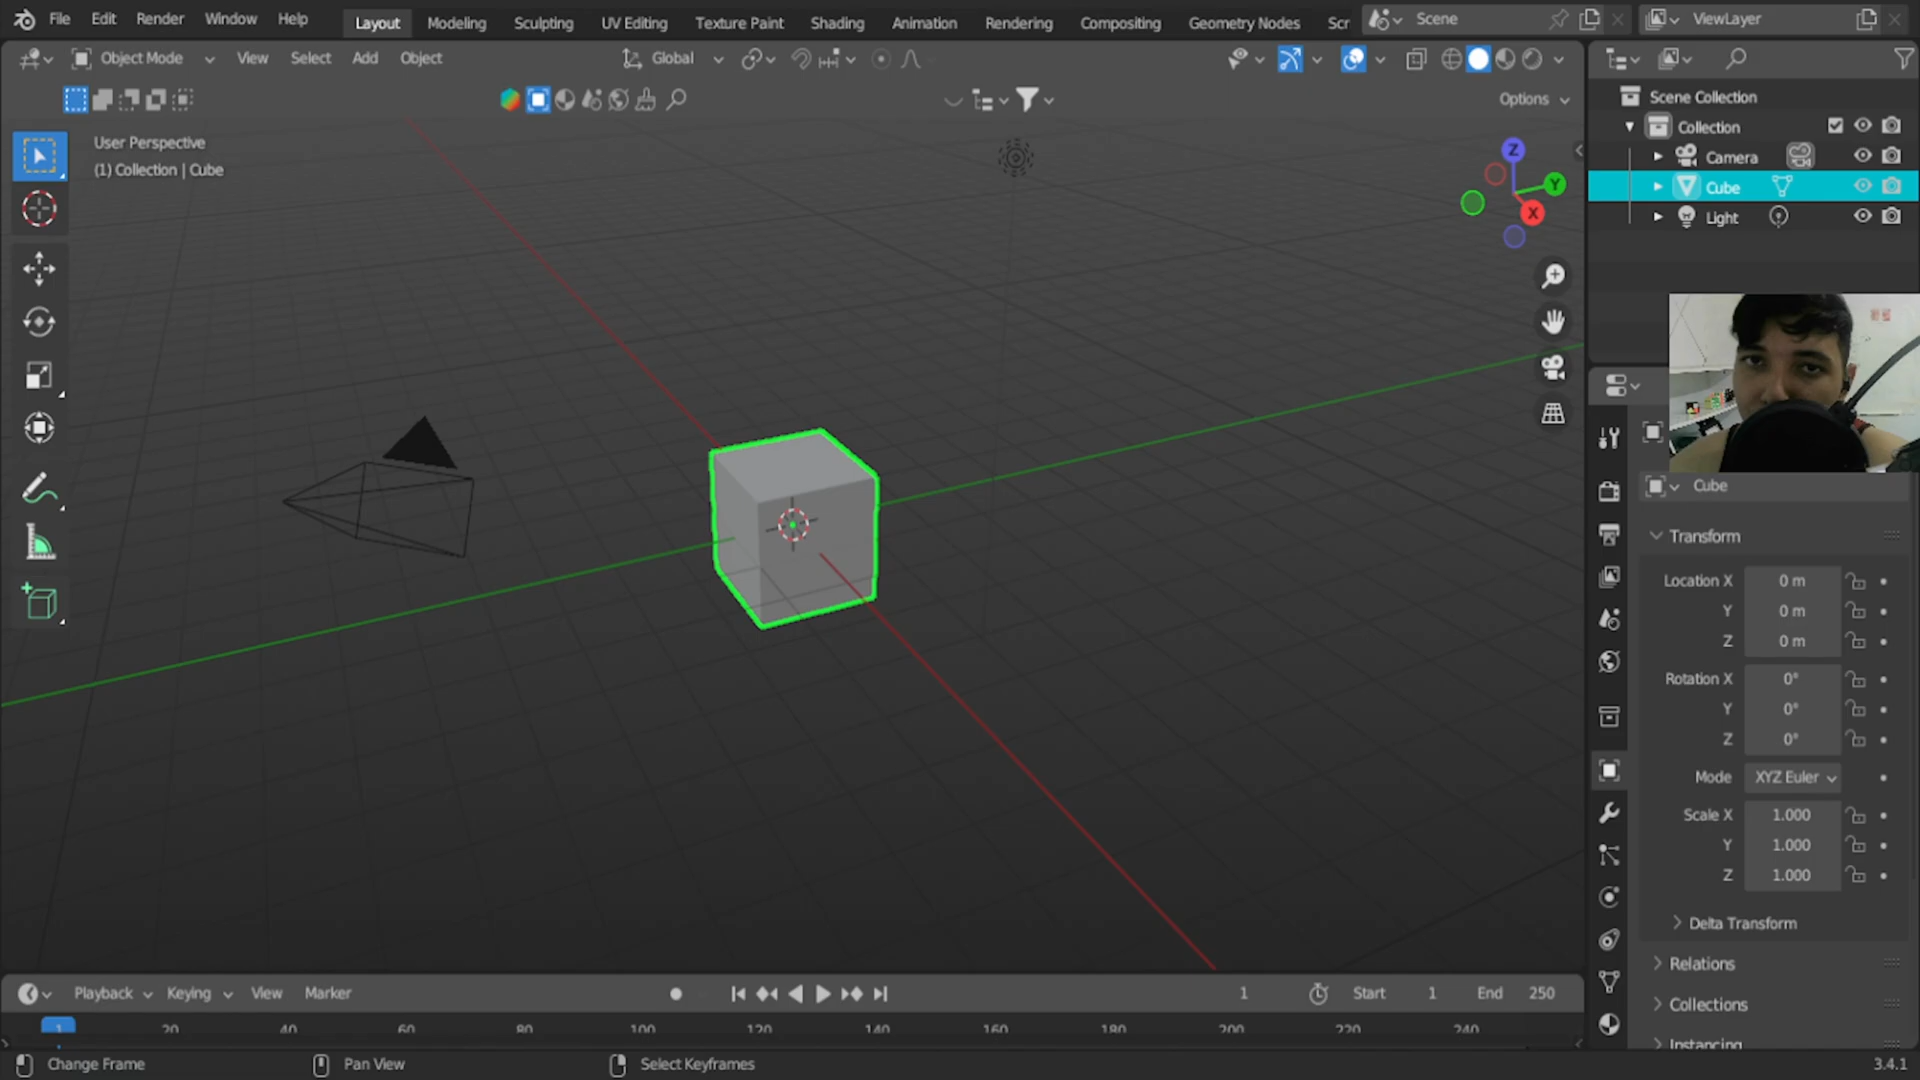 File Edit Render Window Help Layout Modeling Sculpting UV Editing Texture Paint Shading Animation Rendering Compositing Geometry Nodes Scr Scene ViewLayer
Object Mode View Select Add Object Global
Options
User Perspective
(1) Collection | Cube
Z
Y
X
Scene Collection
Collection
Camera
Cube
Light
Cube
Transform
Location X 0 m
Y 0 m
Z 0 m
Rotation X 0°
Y 0°
Z 0°
Mode XYZ Euler
Scale X 1.000
Y 1.000
Z 1.000
Delta Transform
Relations
Collections
Instancing
Playback Keying View Marker 1 Start 1 End 250
1 20 40 60 80 100 120 140 160 180 200 220 240
Change Frame Pan View Select Keyframes 3.4.1